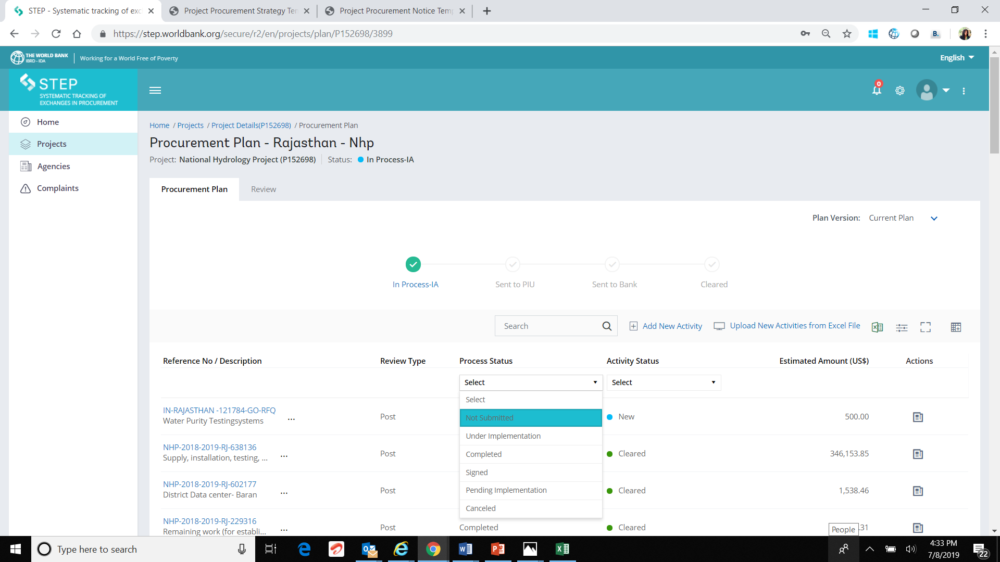 STEP - Systematic tracking of exc
Project Procurement Strategy Ten
Project Procurement Notice Temp
https://step.worldbank.org/secure/r2/en/projects/plan/P152698/3899
B.
THE WORLD BANK
IBRD - IDA
Working for a World Free of Poverty
English
STEP
SYSTEMATIC TRACKING OF
EXCHANGES IN PROCUREMENT
0
Home
Projects
Agencies
Complaints
Home / Projects / Project Details(P152698) / Procurement Plan
Procurement Plan - Rajasthan - Nhp
Project: National Hydrology Project (P152698) Status: In Process-IA
Procurement Plan
Review
Plan Version: Current Plan
In Process-IA
Sent to PIU
Sent to Bank
Cleared
Search
Add New Activity
Upload New Activities from Excel File
Reference No / Description
Review Type
Process Status
Activity Status
Estimated Amount (US$)
Actions
Select
Select
Select
Not Submitted
Under Implementation
Completed
Signed
Pending Implementation
Canceled
IN-RAJASTHAN -121784-GO-RFQ
Water Purity Testingsystems
...
Post
New
500.00
NHP-2018-2019-RJ-638136
Supply, installation, testing, ...
...
Post
Cleared
346,153.85
NHP-2018-2019-RJ-602177
District Data center- Baran
...
Post
Cleared
1,538.46
NHP-2018-2019-RJ-229316
Remaining work (for establi...
...
Post
Completed
Cleared
.31
People
Type here to search
4:33 PM
7/8/2019
22